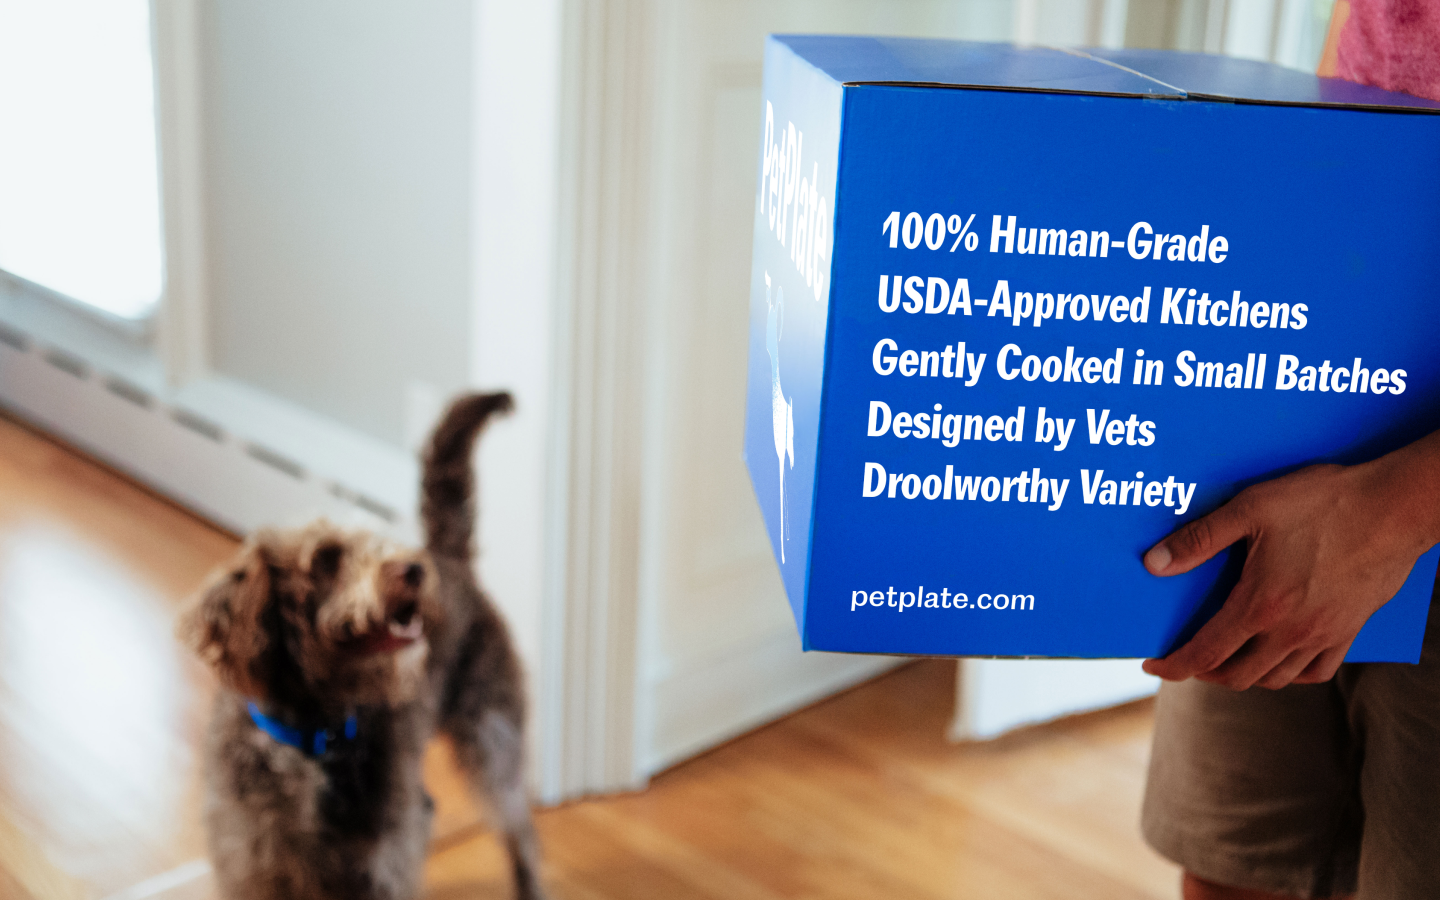 PetPlate
100% Human-Grade
USDA-Approved Kitchens
Gently Cooked in Small Batches
Designed by Vets
Droolworthy Variety
petplate.com